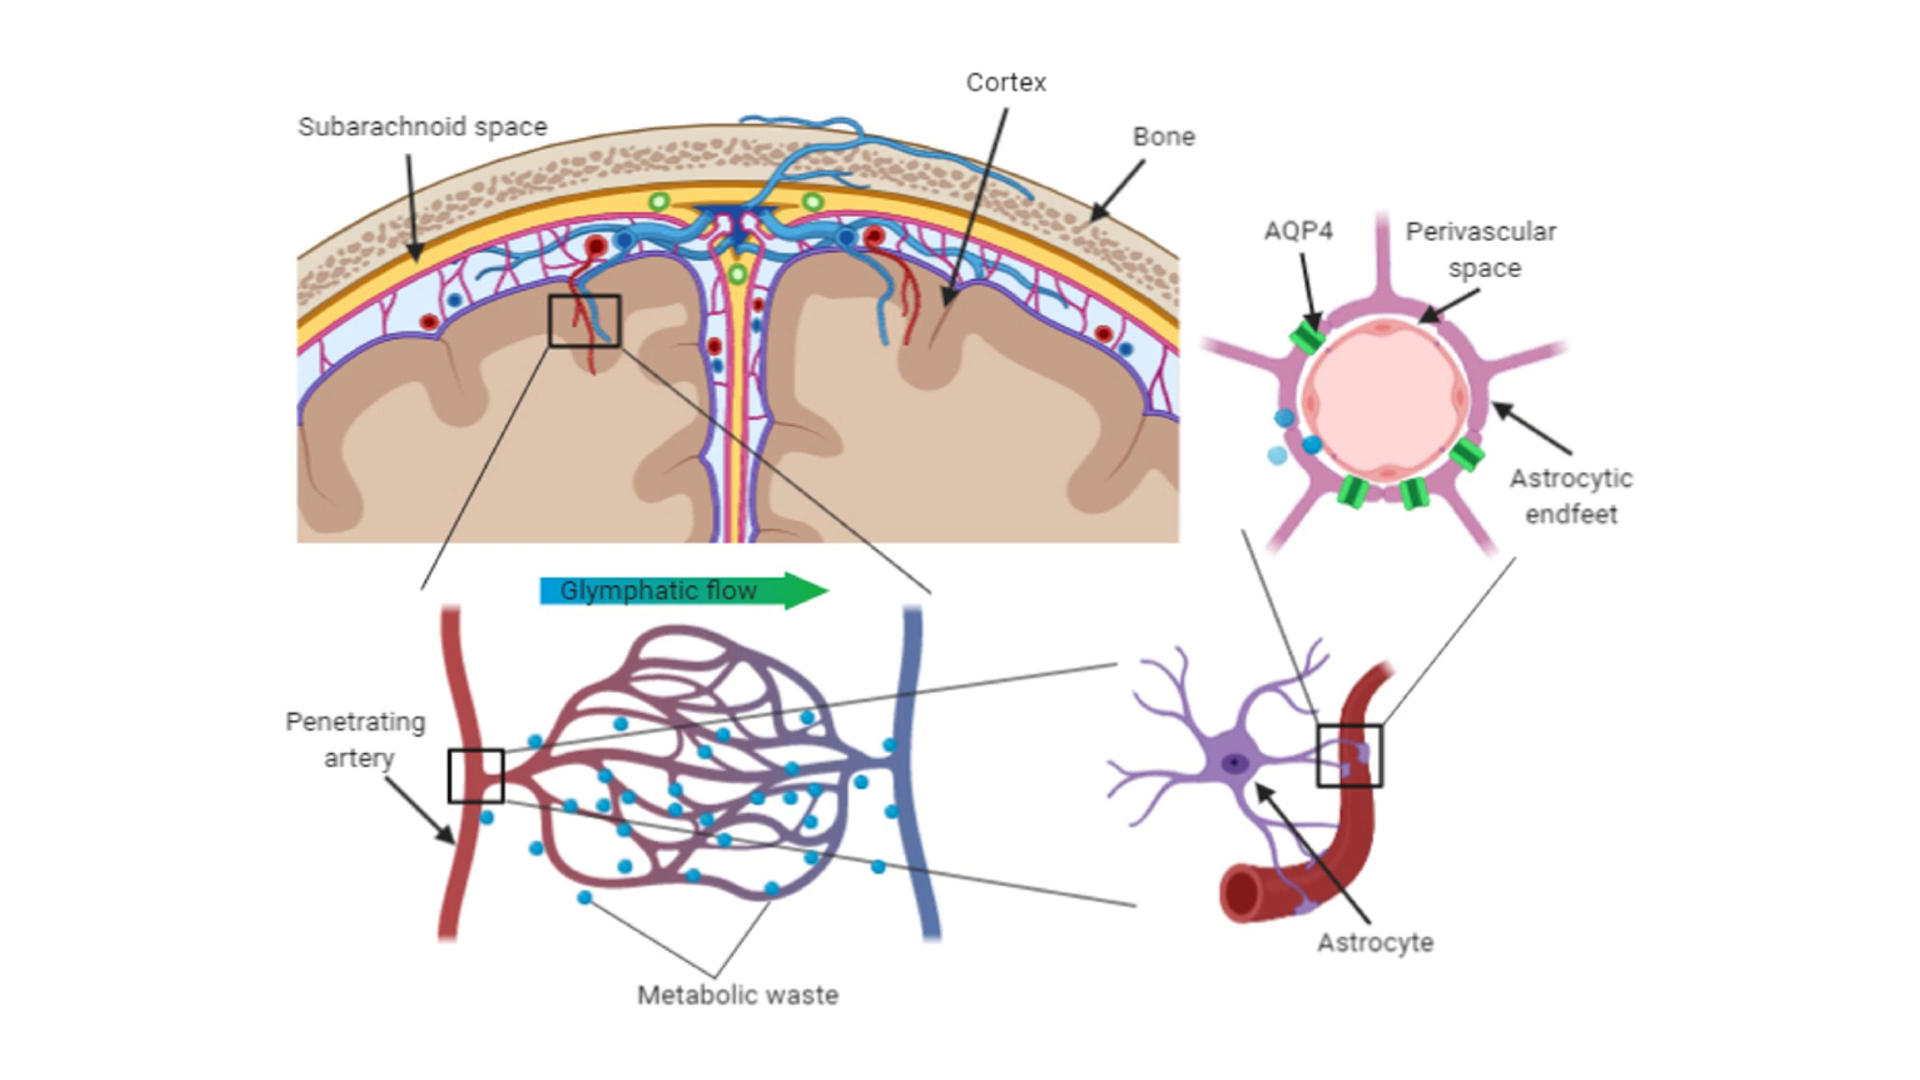 Cortex
Subarachnoid space
Bone
AQP4
Perivascular
space
Astrocytic
endfeet
Glymphatic flow
Penetrating
artery
Astrocyte
Metabolic waste